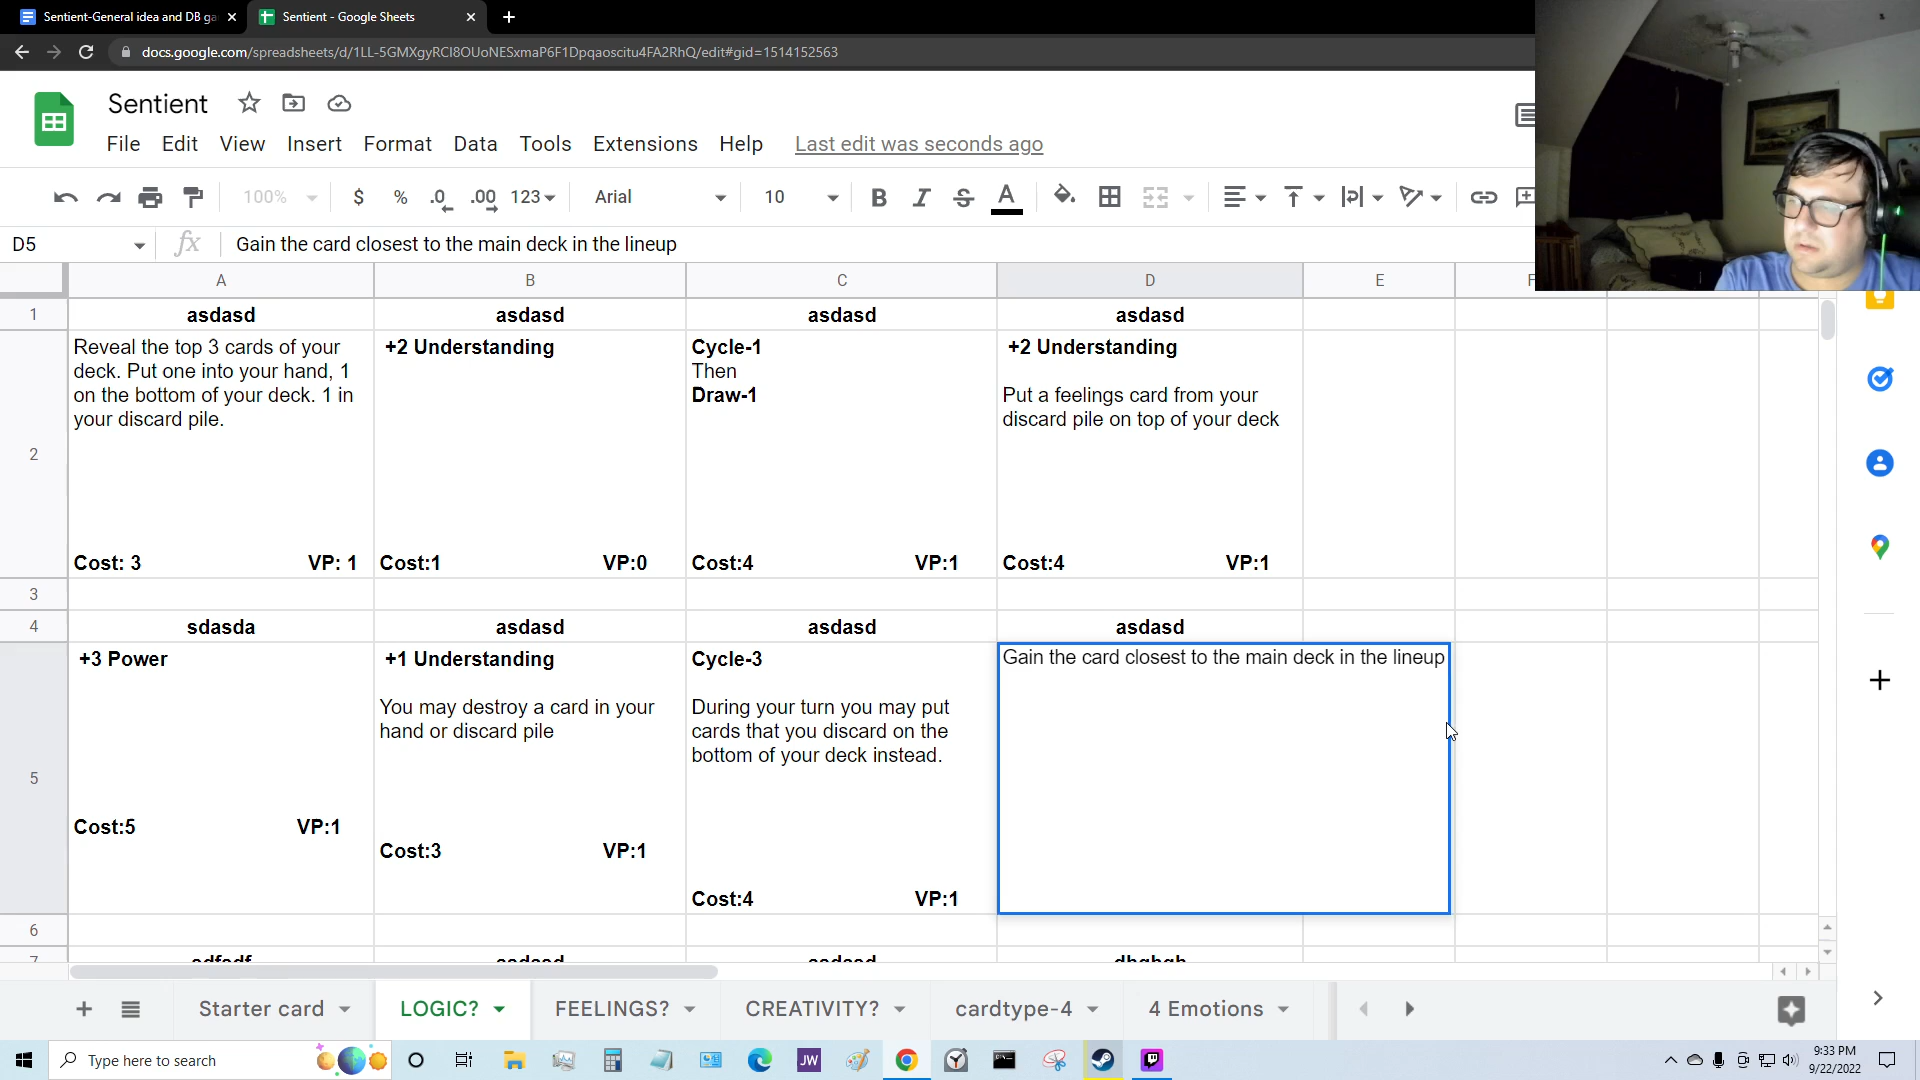 Sentient-General idea and DB ga
Sentient - Google Sheets
docs.google.com/spreadsheets/d/1LL-5GMXgyRCI8OUoNESxmaP6F1Dpqaoscitu4FA2RhQ/edit#gid=1514152563
Sentient
File Edit View Insert Format Data Tools Extensions Help Last edit was seconds ago
100% $ % .0 .00 123 Arial 10 B I S A
D5 fx Gain the card closest to the main deck in the lineup
A B C D E F
1 asdasd asdasd asdasd asdasd
2
Reveal the top 3 cards of your
deck. Put one into your hand, 1
on the bottom of your deck. 1 in
your discard pile.
Cost: 3 VP: 1
+2 Understanding
Cost:1 VP:0
Cycle-1
Then
Draw-1
Cost:4 VP:1
+2 Understanding
Put a feelings card from your
discard pile on top of your deck
Cost:4 VP:1
3
4 sdasda asdasd asdasd asdasd
5
+3 Power
Cost:5 VP:1
+1 Understanding
You may destroy a card in your
hand or discard pile
Cost:3 VP:1
Cycle-3
During your turn you may put
cards that you discard on the
bottom of your deck instead.
Cost:4 VP:1
Gain the card closest to the main deck in the lineup
6
7 adfsdf asdasd asdasd dhghgh
Starter card LOGIC? FEELINGS? CREATIVITY? cardtype-4 4 Emotions
Type here to search
JW
9:33 PM
9/22/2022